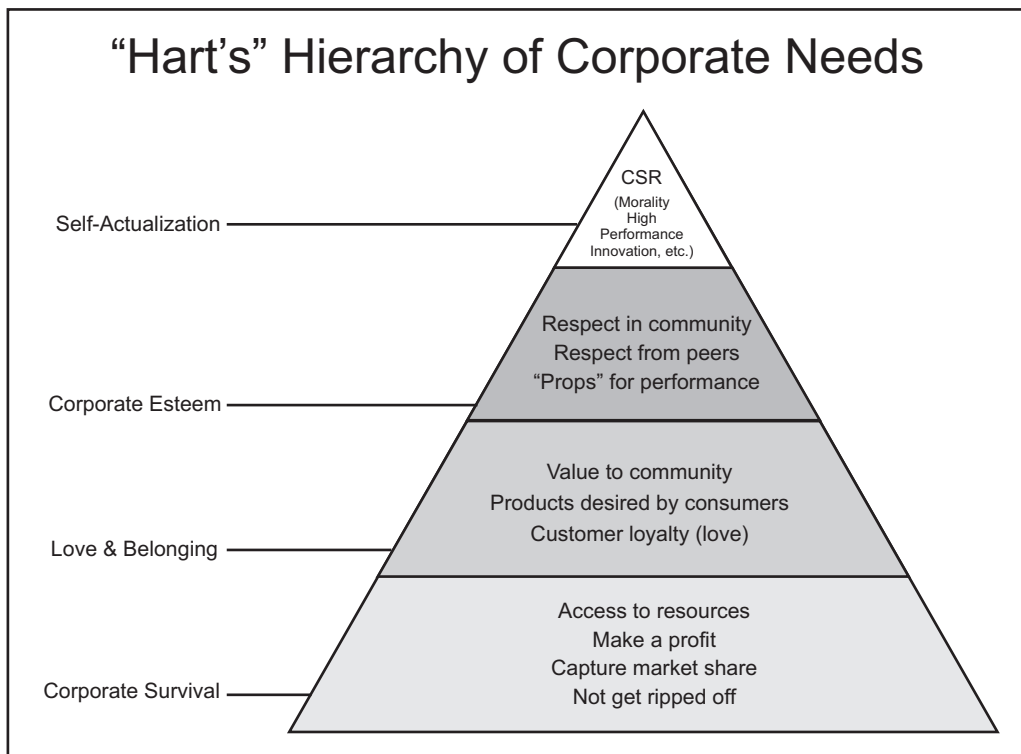 “Hart’s” Hierarchy of Corporate Needs
CSR
(Morality
High
Performance
Innovation, etc.)
Self-Actualization
Respect in community
Respect from peers
“Props” for performance
Corporate Esteem
Value to community
Products desired by consumers
Customer loyalty (love)
Love & Belonging
Access to resources
Make a profit
Capture market share
Not get ripped off
Corporate Survival